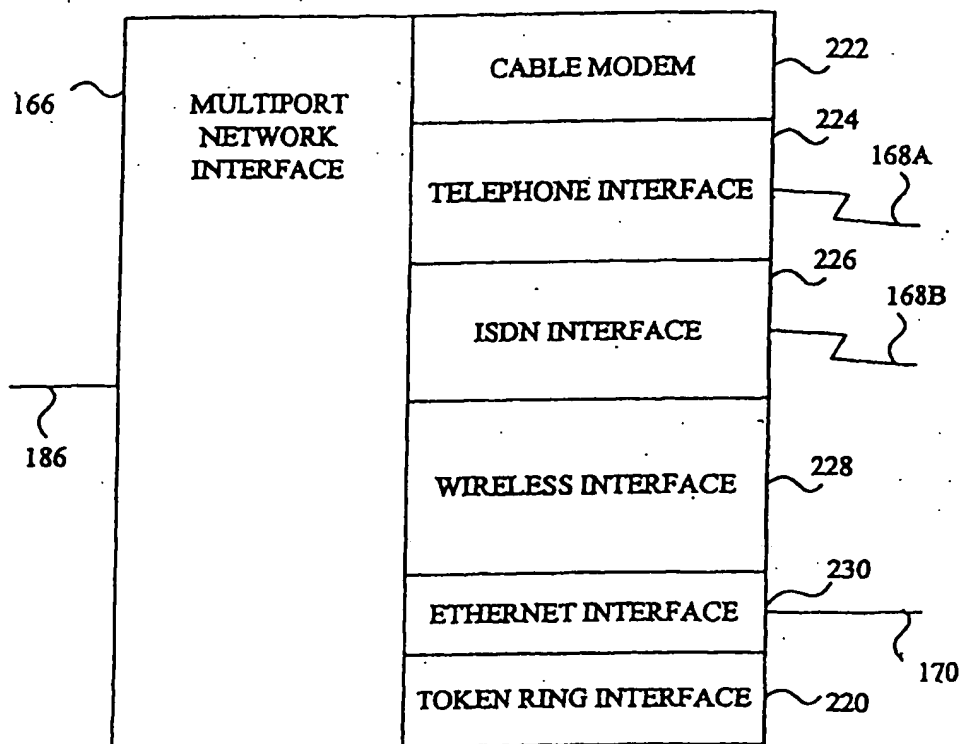 CABLE MODEM
222
166
MULTIPORT
NETWORK
INTERFACE
224
168A
TELEPHONE INTERFACE
226
168B
ISDN INTERFACE
186
WIRELESS INTERFACE
228
230
ETHERNET INTERFACE
170
TOKEN RING INTERFACE
220